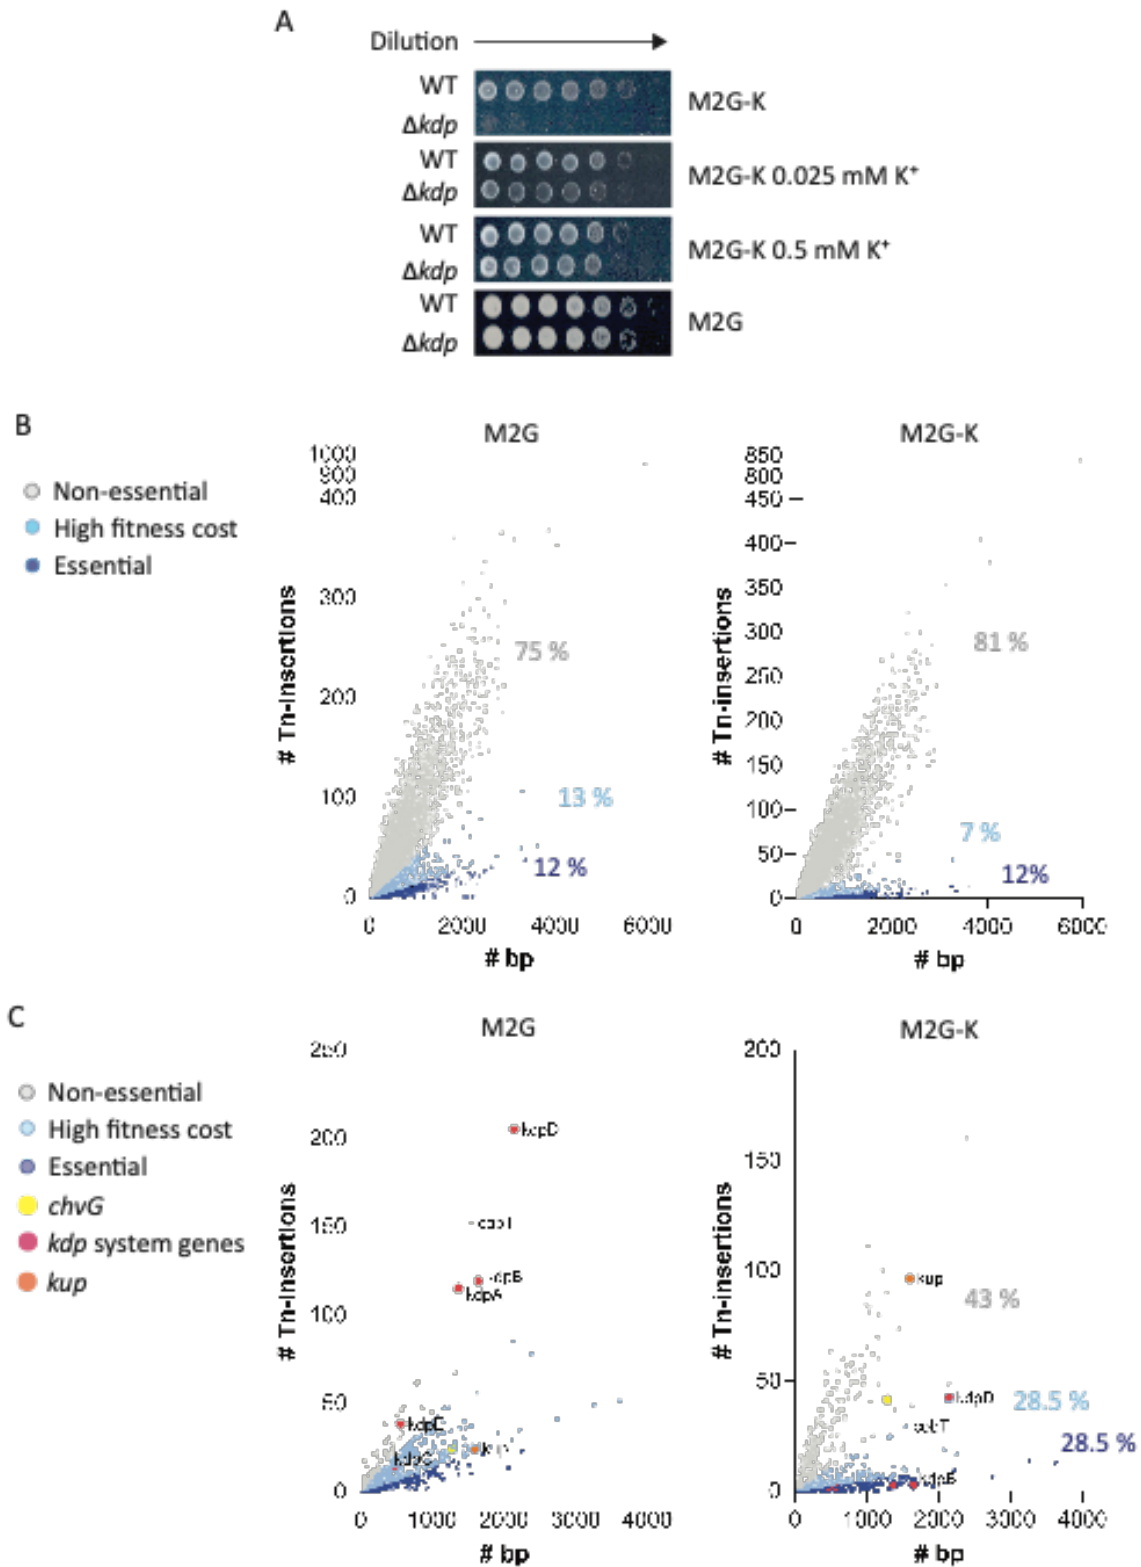 A
Dilution
WT
Δkdp
M2G-K
WT
Δkdp
M2G-K 0.025 mM K⁺
WT
Δkdp
M2G-K 0.5 mM K⁺
WT
Δkdp
M2G
B
Non-essential
High fitness cost
Essential
M2G
1000
900
400
300
200
100
0
# Tn-Insertions
75 %
13 %
12 %
0 2000 4000 6000
# bp
M2G-K
850
800
450
400
350
300
250
200
150
100
50
0
# Tn-insertions
81 %
7 %
12%
0 2000 4000 6000
# bp
C
Non-essential
High fitness cost
Essential
chvG
kdp system genes
kup
M2G
250
200
150
100
50
0
# Tn-Insertions
kdpD
kdpB
kdpA
kdpE
kdpC
kup
0 1000 2000 3000 4000
# bp
M2G-K
200
150
100
50
0
# Tn-insertions
kup
43 %
kdpD
28.5 %
28.5 %
kdpB
0 1000 2000 3000 4000
# bp